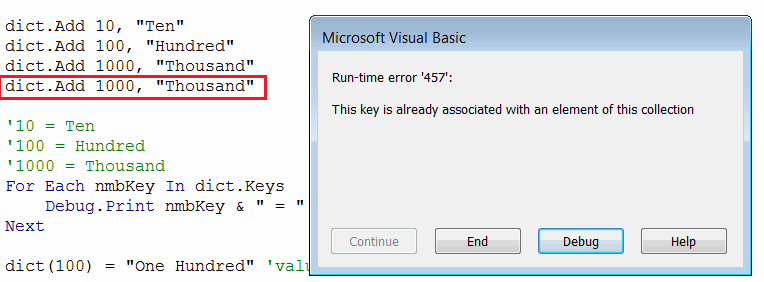 dict.Add 10, "Ten"
dict.Add 100, "Hundred"
dict.Add 1000, "Thousand"
dict.Add 1000, "Thousand"
'10 = Ten
'100 = Hundred
'1000 = Thousand
For Each nmbKey In dict.Keys
Debug.Print nmbKey & " = "
Next
dict(100) = "One Hundred"
Microsoft Visual Basic
Run-time error '457':
This key is already associated with an element of this collection
Continue End Debug Help